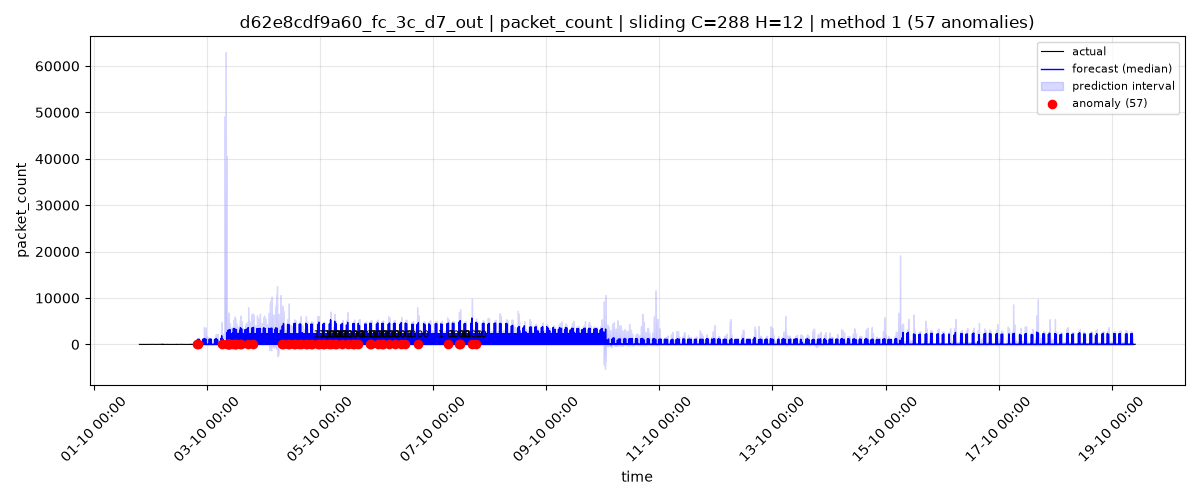 d62e8cdf9a60_fc_3c_d7_out | packet_count | sliding C=288 H=12 | method 1 (57 anomalies)
actual
forecast (median)
prediction interval
anomaly (57)
packet_count
60000
50000
40000
30000
20000
10000
0
01-10 00:00
03-10 00:00
05-10 00:00
07-10 00:00
09-10 00:00
11-10 00:00
13-10 00:00
15-10 00:00
17-10 00:00
19-10 00:00
time